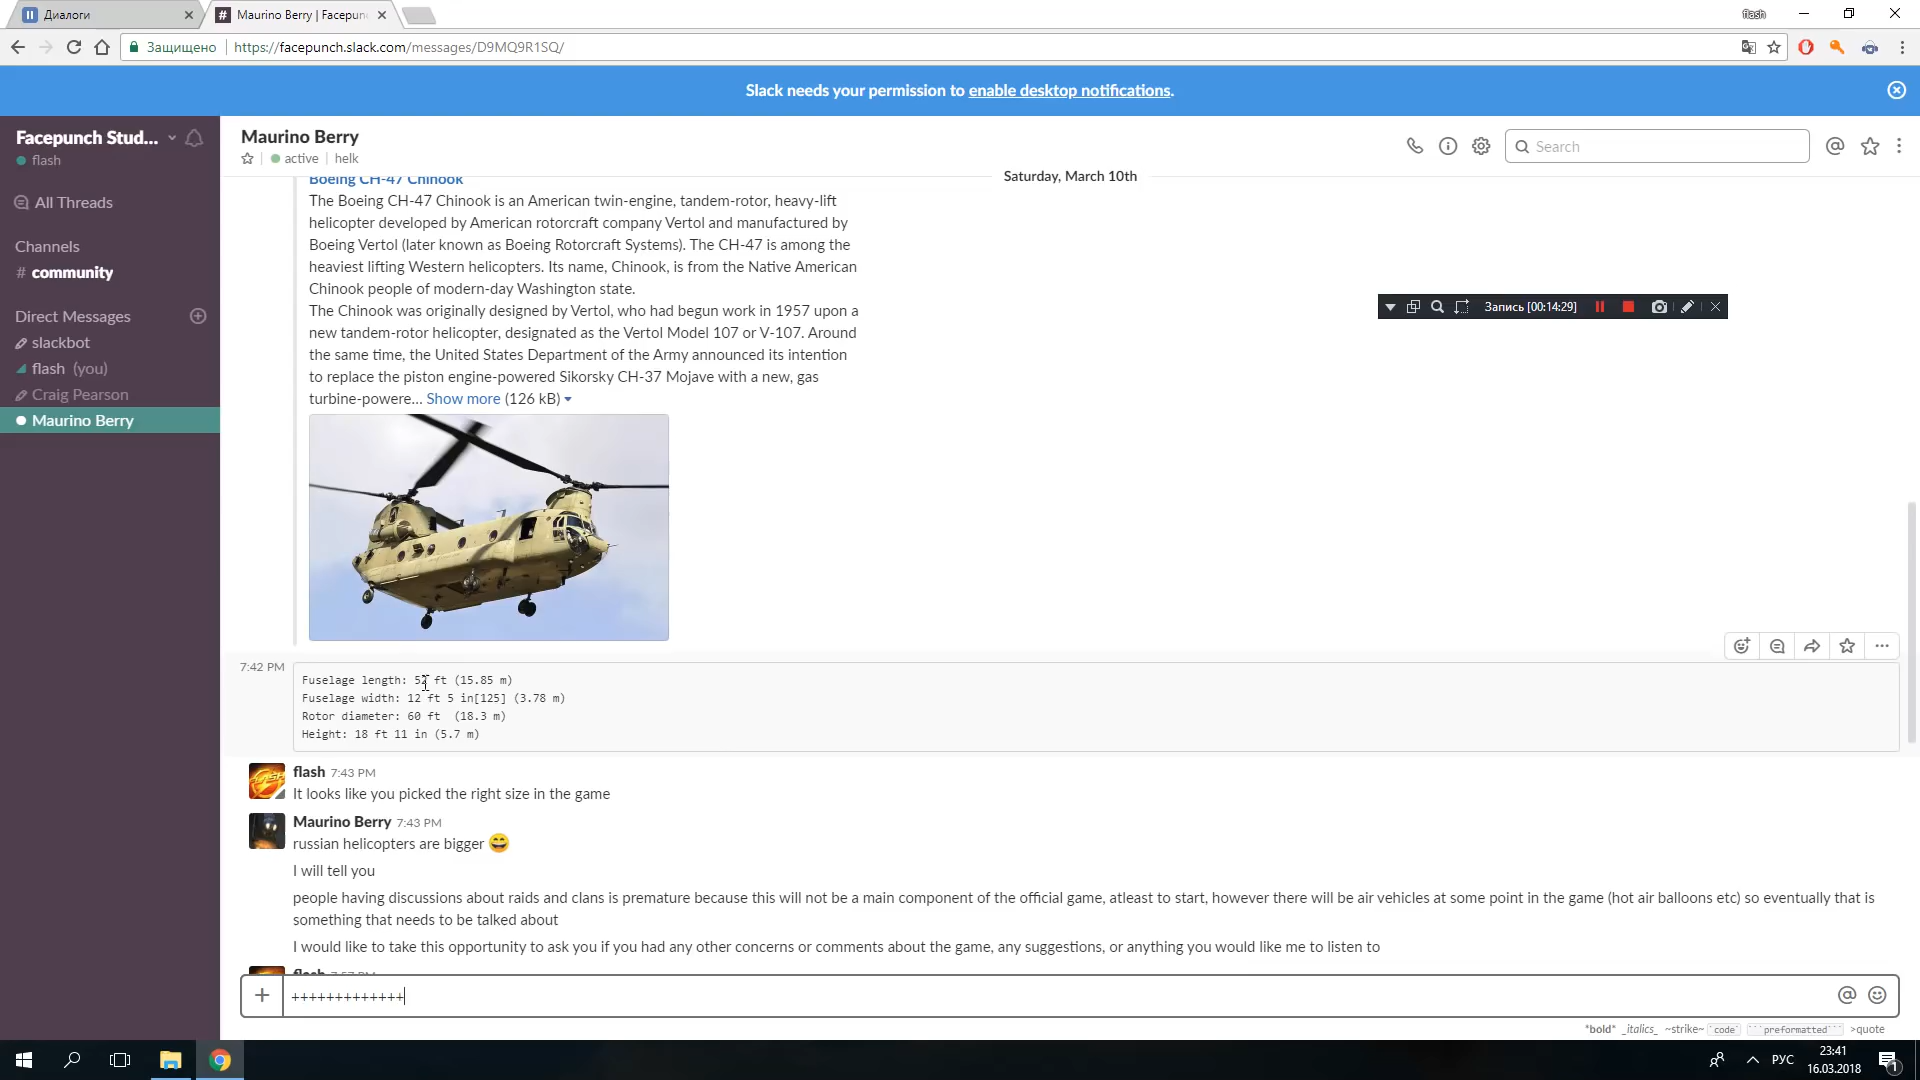 Диалоги
Maurino Berry | Facepun
flash
Защищено
https://facepunch.slack.com/messages/D9MQ9R1SQ/
Slack needs your permission to enable desktop notifications.
Facepunch Stud...
flash
All Threads
Channels
# community
Direct Messages
slackbot
flash (you)
Craig Pearson
Maurino Berry
Maurino Berry
active | helk
Search
Saturday, March 10th
Boeing CH-47 Chinook
The Boeing CH-47 Chinook is an American twin-engine, tandem-rotor, heavy-lift
helicopter developed by American rotorcraft company Vertol and manufactured by
Boeing Vertol (later known as Boeing Rotorcraft Systems). The CH-47 is among the
heaviest lifting Western helicopters. Its name, Chinook, is from the Native American
Chinook people of modern-day Washington state.
The Chinook was originally designed by Vertol, who had begun work in 1957 upon a
new tandem-rotor helicopter, designated as the Vertol Model 107 or V-107. Around
the same time, the United States Department of the Army announced its intention
to replace the piston engine-powered Sikorsky CH-37 Mojave with a new, gas
turbine-powere... Show more (126 kB)
Запись [00:14:29]
7:42 PM
Fuselage length: 52 ft (15.85 m)
Fuselage width: 12 ft 5 in[125] (3.78 m)
Rotor diameter: 60 ft (18.3 m)
Height: 18 ft 11 in (5.7 m)
flash 7:43 PM
It looks like you picked the right size in the game
Maurino Berry 7:43 PM
russian helicopters are bigger
I will tell you
people having discussions about raids and clans is premature because this will not be a main component of the official game, atleast to start, however there will be air vehicles at some point in the game (hot air balloons etc) so eventually that is
something that needs to be talked about
I would like to take this opportunity to ask you if you had any other concerns or comments about the game, any suggestions, or anything you would like me to listen to
flash 7:57 PM
+++++++++++++
*bold* _italics_ ~strike~ `code` ```preformatted``` >quote
РУС
23:41
16.03.2018
1